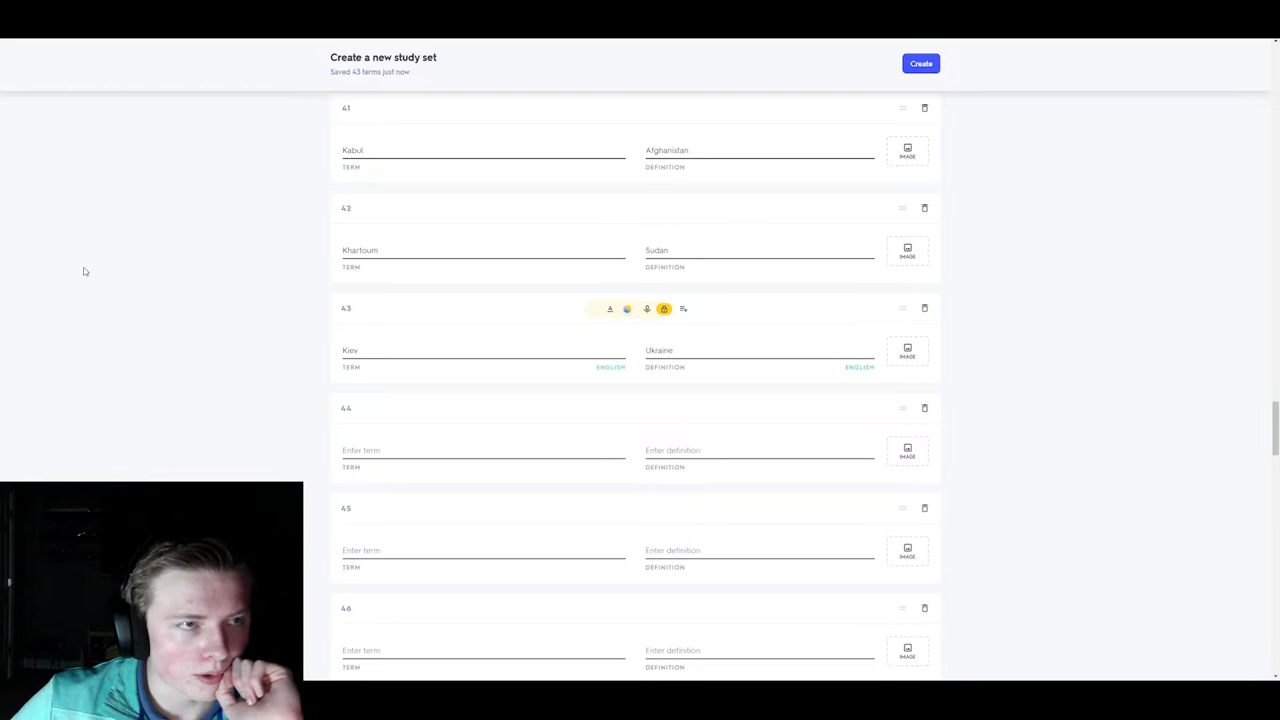 Create a new study set
Saved 43 terms just now
Create
41
Kabul
Afghanistan
IMAGE
TERM
DEFINITION
42
Khartoum
Sudan
IMAGE
TERM
DEFINITION
43
Kiev
Ukraine
IMAGE
TERM
ENGLISH
DEFINITION
ENGLISH
44
Enter term
Enter definition
IMAGE
TERM
DEFINITION
45
Enter term
Enter definition
IMAGE
TERM
DEFINITION
46
Enter term
Enter definition
IMAGE
TERM
DEFINITION